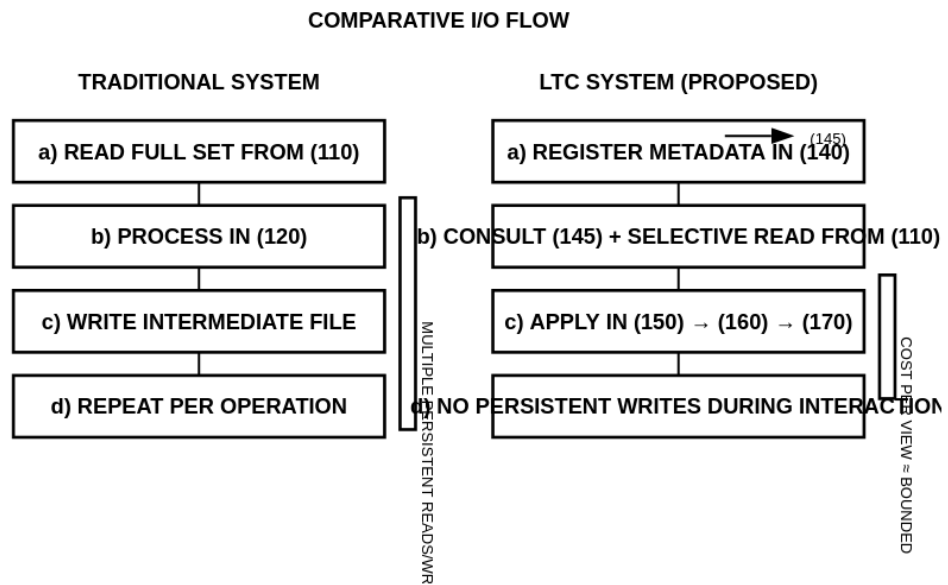 COMPARATIVE I/O FLOW
TRADITIONAL SYSTEM
a) READ FULL SET FROM (110)
b) PROCESS IN (120)
c) WRITE INTERMEDIATE FILE
d) REPEAT PER OPERATION
MULTIPLE PERSISTENT READS/WR
LTC SYSTEM (PROPOSED)
(145)
a) REGISTER METADATA IN (140)
b) CONSULT (145) + SELECTIVE READ FROM (110)
c) APPLY IN (150) → (160) → (170)
d) NO PERSISTENT WRITES DURING INTERACTION
COST PER VIEW ≈ BOUNDED